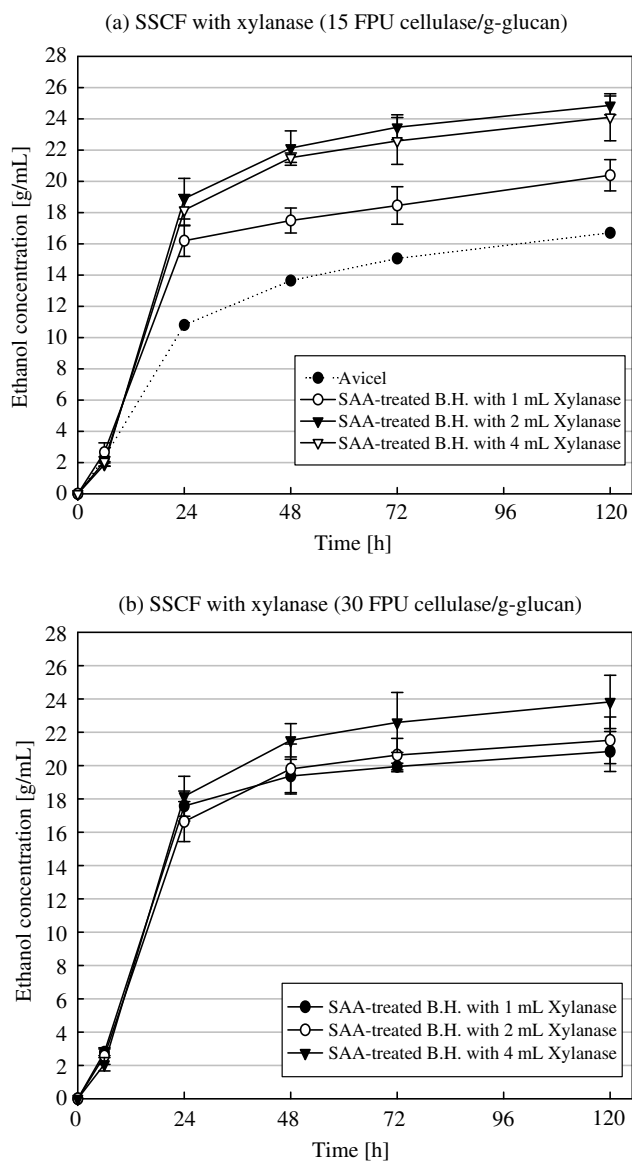 (a) SSCF with xylanase (15 FPU cellulase/g-glucan)
Ethanol concentration [g/mL]
28
26
24
22
20
18
16
14
12
10
8
6
4
2
0
Avicel
SAA-treated B.H. with 1 mL Xylanase
SAA-treated B.H. with 2 mL Xylanase
SAA-treated B.H. with 4 mL Xylanase
0 24 48 72 96 120
Time [h]
(b) SSCF with xylanase (30 FPU cellulase/g-glucan)
Ethanol concentration [g/mL]
28
26
24
22
20
18
16
14
12
10
8
6
4
2
0
SAA-treated B.H. with 1 mL Xylanase
SAA-treated B.H. with 2 mL Xylanase
SAA-treated B.H. with 4 mL Xylanase
0 24 48 72 96 120
Time [h]